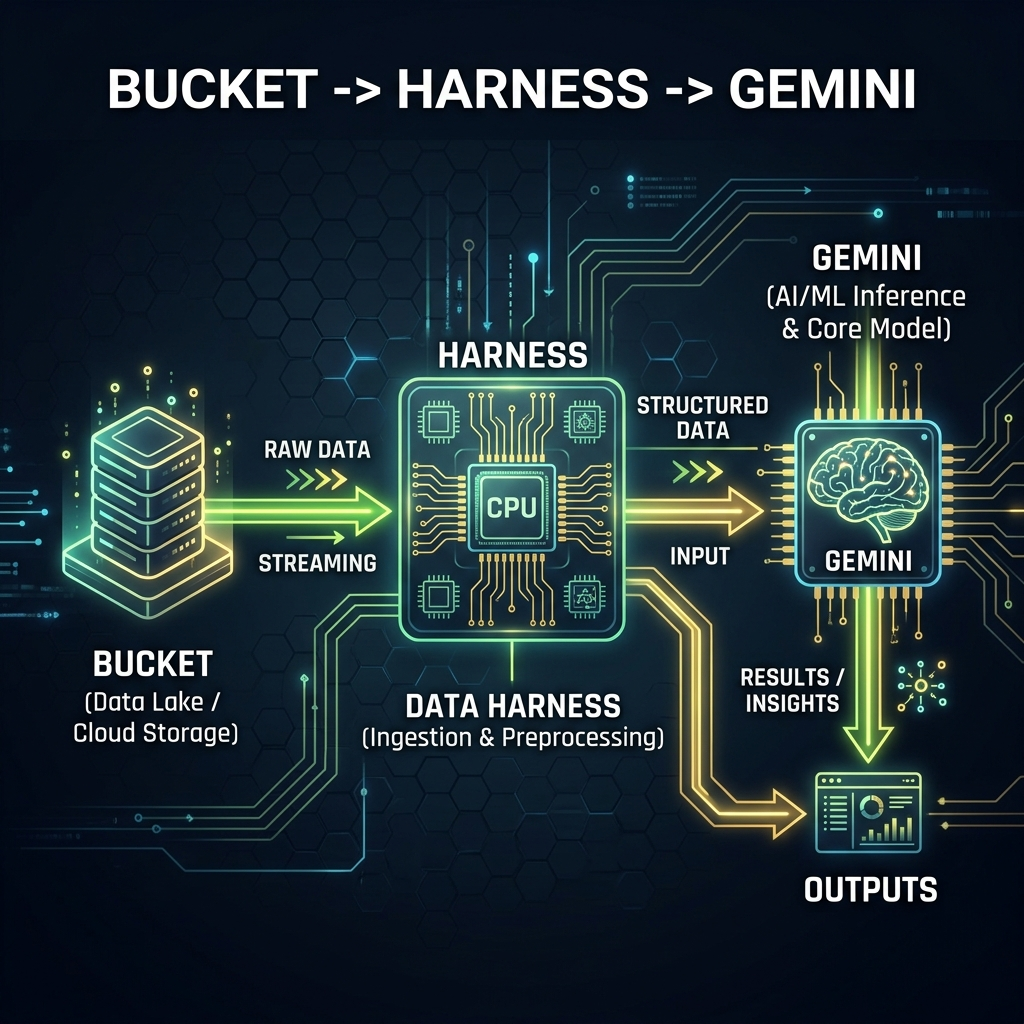 BUCKET -> HARNESS -> GEMINI
GEMINI
(AI/ML Inference
& Core Model)
HARNESS
STRUCTURED
DATA
RAW DATA
CPU
STREAMING
INPUT
GEMINI
BUCKET
(Data Lake /
Cloud Storage)
DATA HARNESS
(Ingestion & Preprocessing)
RESULTS /
INSIGHTS
OUTPUTS